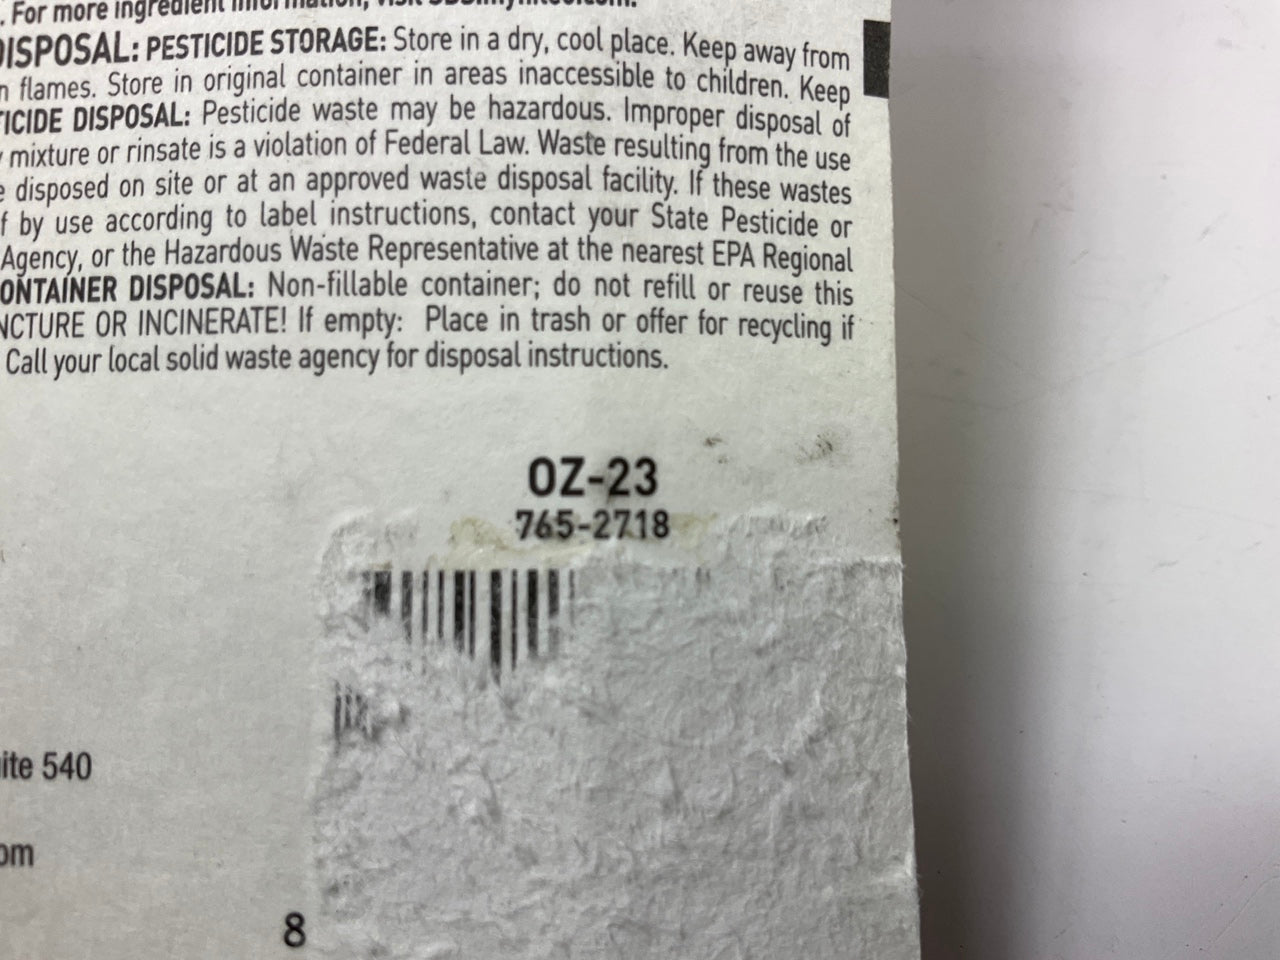 . For more ingredient information, visit
DISPOSAL: PESTICIDE STORAGE: Store in a dry, cool place. Keep away from
n flames. Store in original container in areas inaccessible to children. Keep
TICIDE DISPOSAL: Pesticide waste may be hazardous. Improper disposal of
y mixture or rinsate is a violation of Federal Law. Waste resulting from the use
e disposed on site or at an approved waste disposal facility. If these wastes
f by use according to label instructions, contact your State Pesticide or
Agency, or the Hazardous Waste Representative at the nearest EPA Regional
ONTAINER DISPOSAL: Non-fillable container; do not refill or reuse this
NCTURE OR INCINERATE! If empty: Place in trash or offer for recycling if
Call your local solid waste agency for disposal instructions.
OZ-23
765-2718
uite 540
om
8